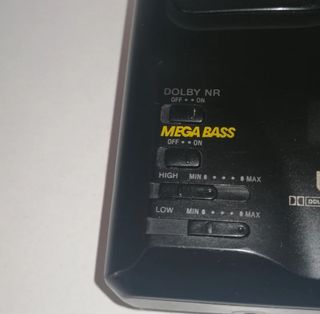 DOLBY NR
OFF • • ON
MEGA BASS
OFF • • ON
HIGH MIN 0 • • • 8 MAX
LOW MIN 0 • • • 8 MAX